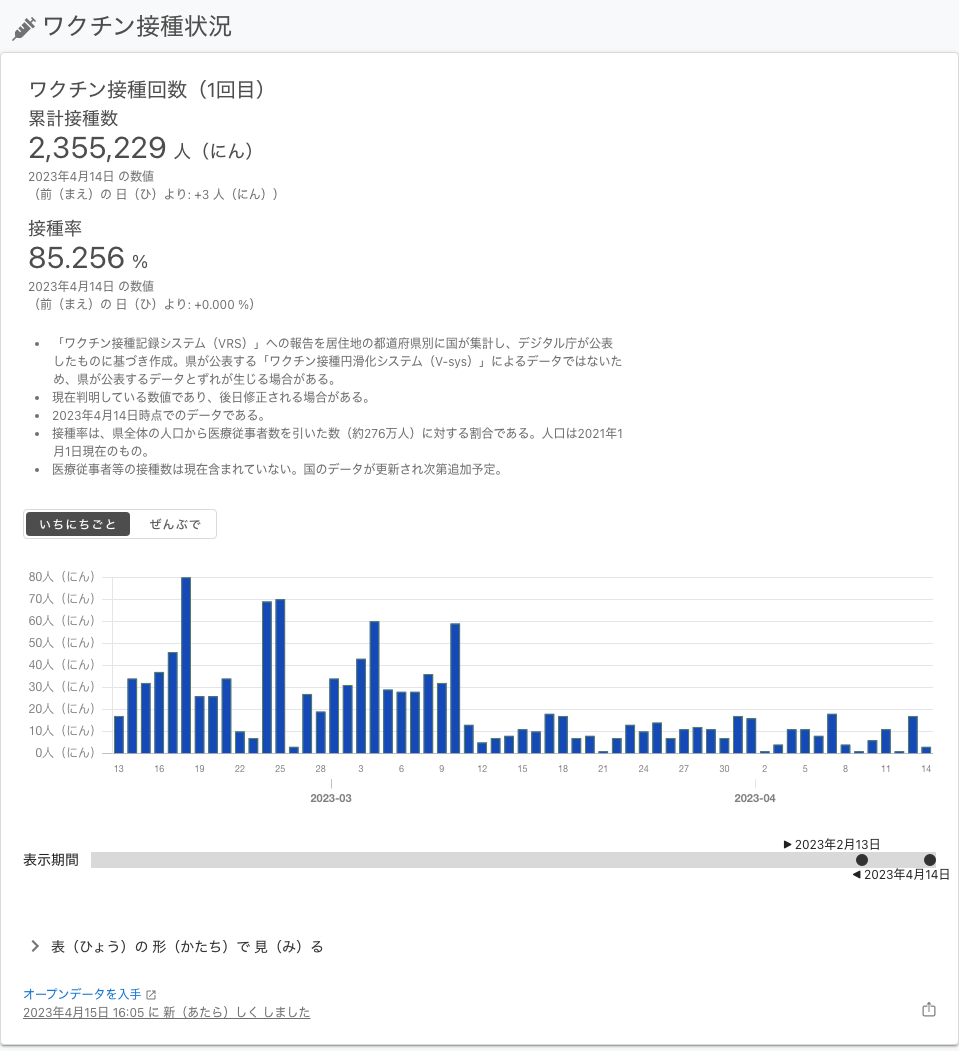 ワクチン接種状況
ワクチン接種回数（1回目）
累計接種数
2,355,229 人（にん）
2023年4月14日 の数値
（前（まえ）の 日（ひ）より: +3 人（にん））
接種率
85.256 %
2023年4月14日 の数値
（前（まえ）の 日（ひ）より: +0.000 %）
• 「ワクチン接種記録システム（VRS）」への報告を居住地の都道府県別に国が集計し、デジタル庁が公表
したものに基づき作成。県が公表する「ワクチン接種円滑化システム（V-sys）」によるデータではないた
め、県が公表するデータとずれが生じる場合がある。
• 現在判明している数値であり、後日修正される場合がある。
• 2023年4月14日時点でのデータである。
• 接種率は、県全体の人口から医療従事者数を引いた数（約276万人）に対する割合である。人口は2021年1
月1日現在のもの。
• 医療従事者等の接種数は現在含まれていない。国のデータが更新され次第追加予定。
いちにちごと ぜんぶで
80人（にん）
70人（にん）
60人（にん）
50人（にん）
40人（にん）
30人（にん）
20人（にん）
10人（にん）
0人（にん）
13 16 19 22 25 28 3 6 9 12 15 18 21 24 27 30 2 5 8 11 14
2023-03 2023-04
▶ 2023年2月13日
表示期間
◀ 2023年4月14日
表（ひょう）の 形（かたち）で 見（み）る
オープンデータを入手
2023年4月15日 16:05 に 新（あたら）しく しました